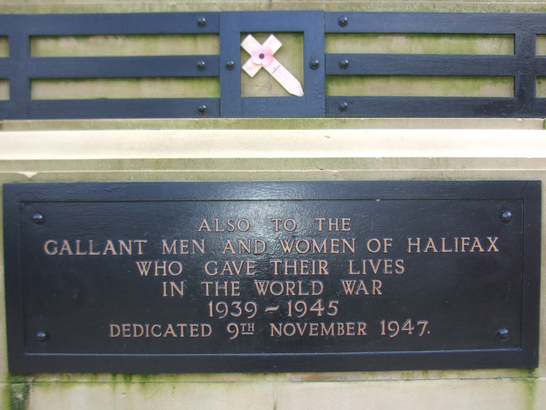 ALSO TO THE
GALLANT MEN AND WOMEN OF HALIFAX
WHO GAVE THEIR LIVES
IN THE WORLD WAR
1939 – 1945
DEDICATED 9TH NOVEMBER 1947.